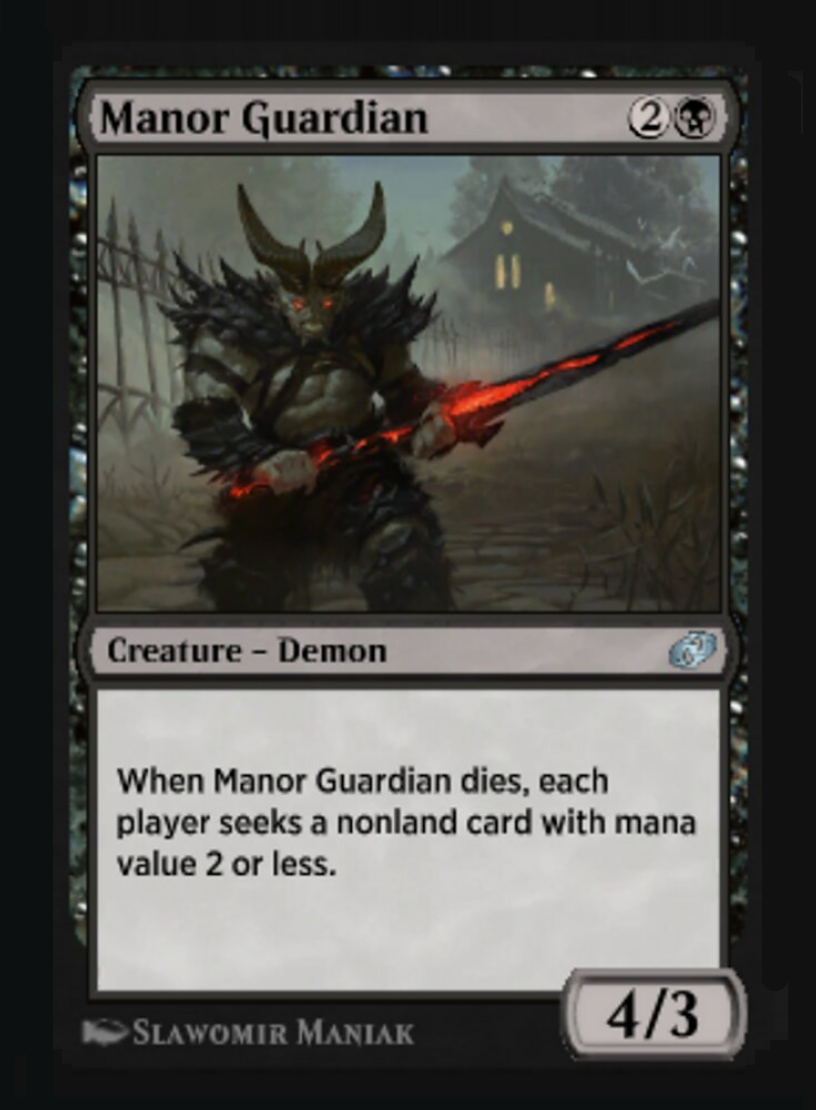 Manor Guardian 2
Creature – Demon
When Manor Guardian dies, each
player seeks a nonland card with mana
value 2 or less.
4/3
Slawomir Maniak